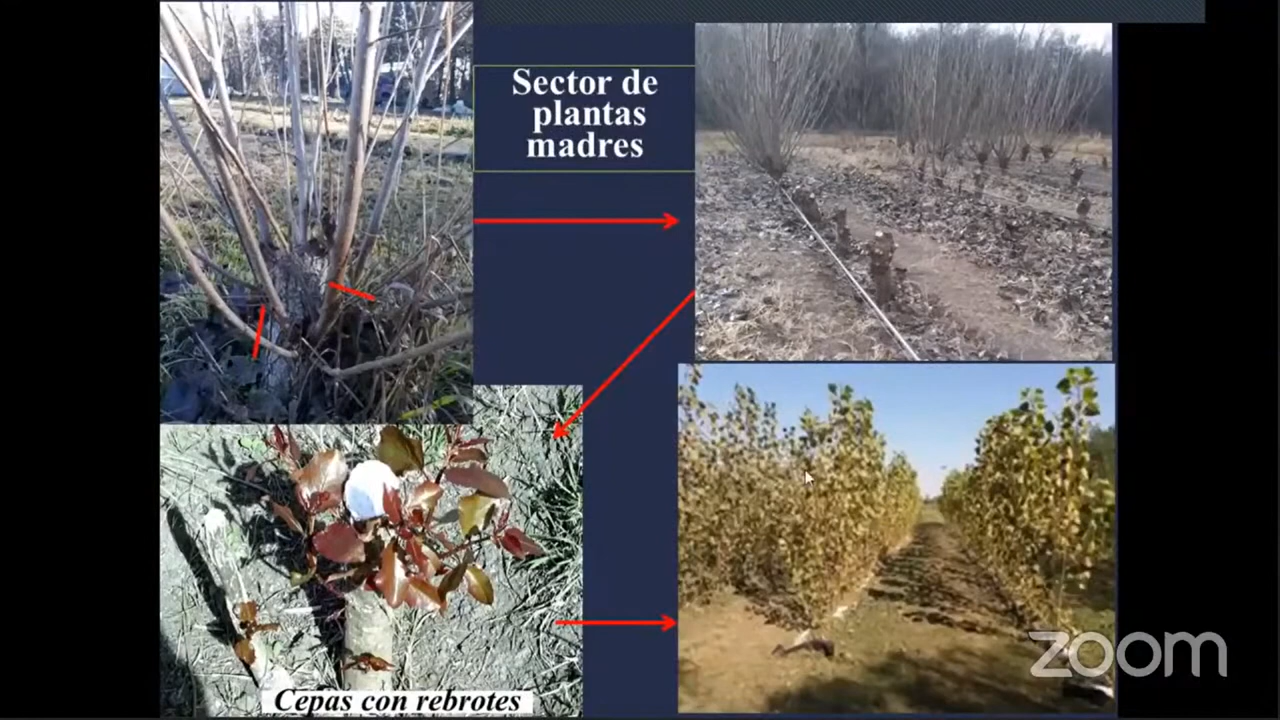 Sector de
plantas
madres
Cepas con rebrotes
zoom